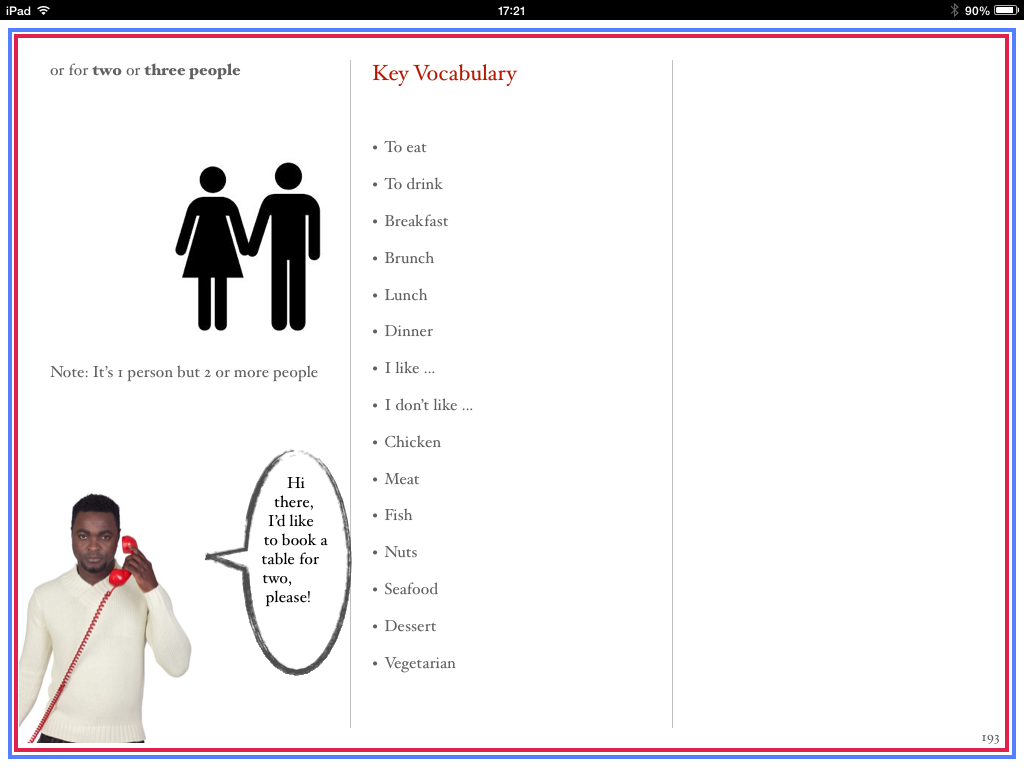 iPad 17:21 90%
or for two or three people
Note: It's 1 person but 2 or more people
Hi
there,
I'd like
to book a
table for
two,
please!
Key Vocabulary
• To eat
• To drink
• Breakfast
• Brunch
• Lunch
• Dinner
• I like ...
• I don't like ...
• Chicken
• Meat
• Fish
• Nuts
• Seafood
• Dessert
• Vegetarian
193